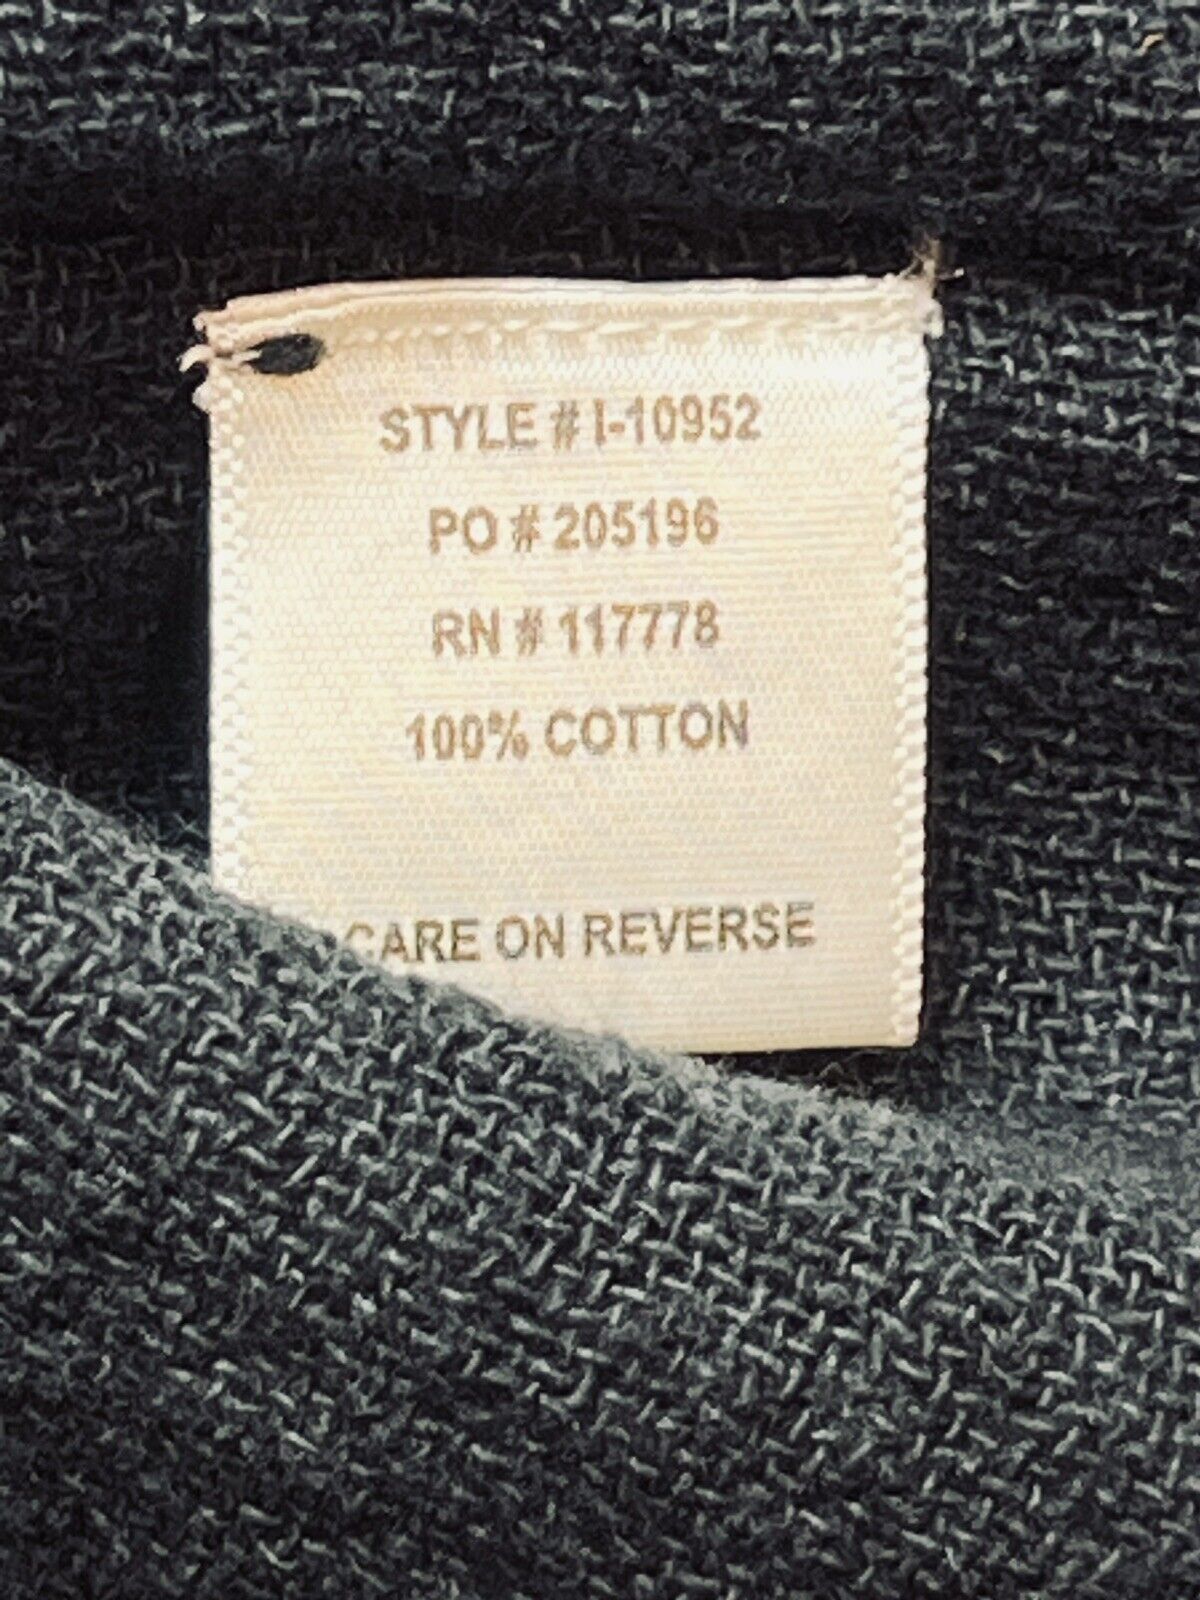 STYLE # I-10952
PO # 205196
RN # 117778
100% COTTON
CARE ON REVERSE